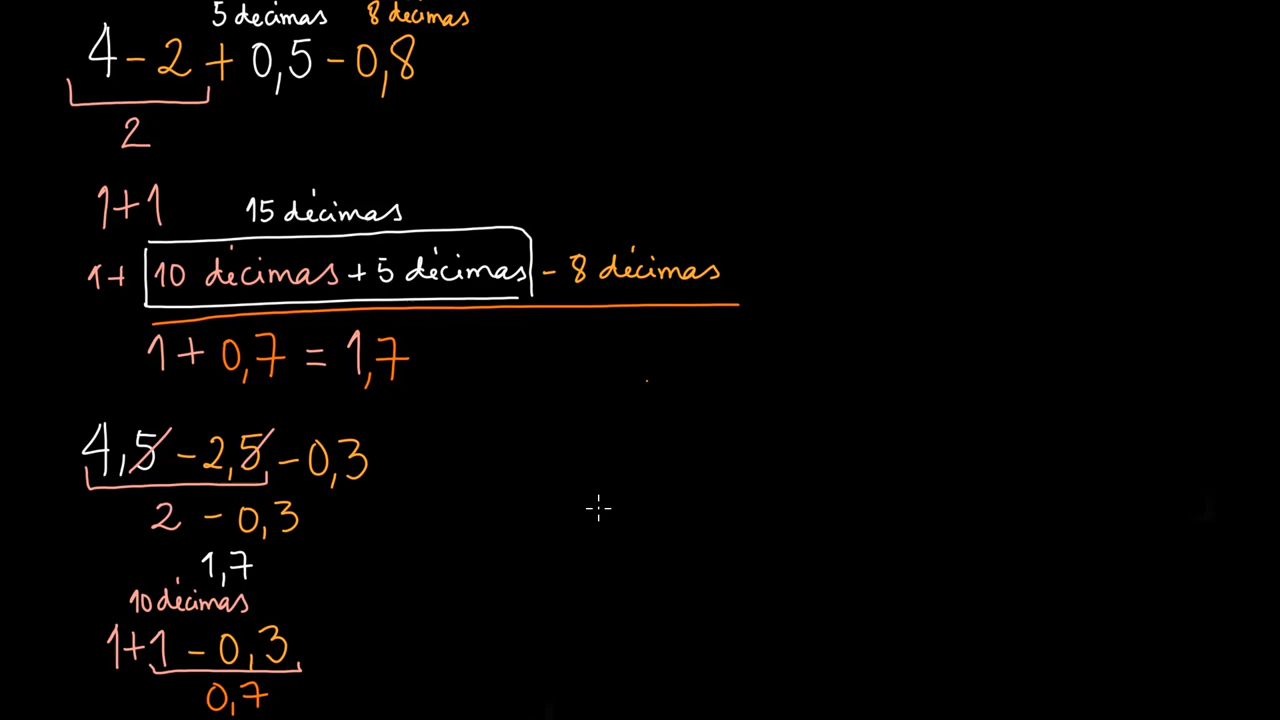 5 décimas 8 décimas
4 - 2 + 0,5 - 0,8
2
1+1
15 décimas
1+ 10 décimas + 5 décimas - 8 décimas
1 + 0,7 = 1,7
4,5 - 2,5 - 0,3
2 - 0,3
1,7
10 décimas
1+1 - 0,3
0,7